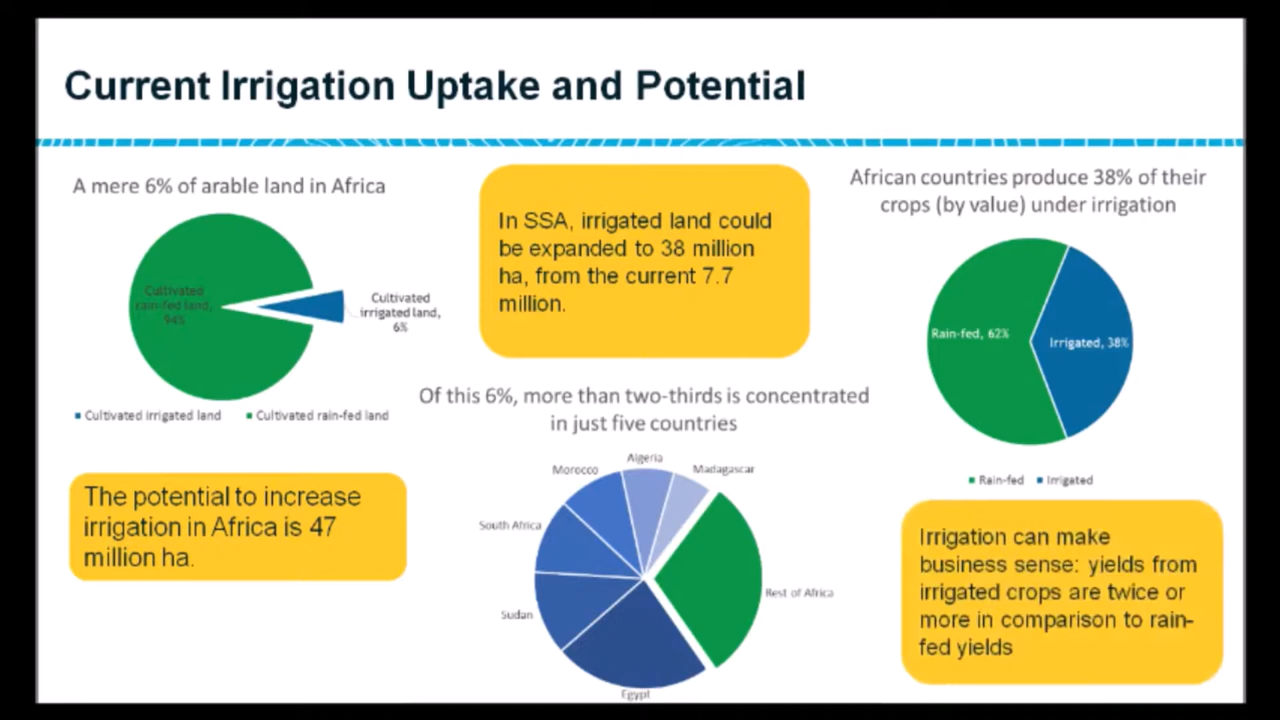 Current Irrigation Uptake and Potential
A mere 6% of arable land in Africa
Cultivated
rain-fed land,
94%
Cultivated
irrigated land,
6%
Cultivated irrigated land
Cultivated rain-fed land
The potential to increase
irrigation in Africa is 47
million ha.
In SSA, irrigated land could
be expanded to 38 million
ha, from the current 7.7
million.
Of this 6%, more than two-thirds is concentrated
in just five countries
Algeria
Morocco
Madagascar
South Africa
Rest of Africa
Sudan
Egypt
African countries produce 38% of their
crops (by value) under irrigation
Rain-fed, 62%
Irrigated, 38%
Rain-fed
Irrigated
Irrigation can make
business sense: yields from
irrigated crops are twice or
more in comparison to rain-
fed yields